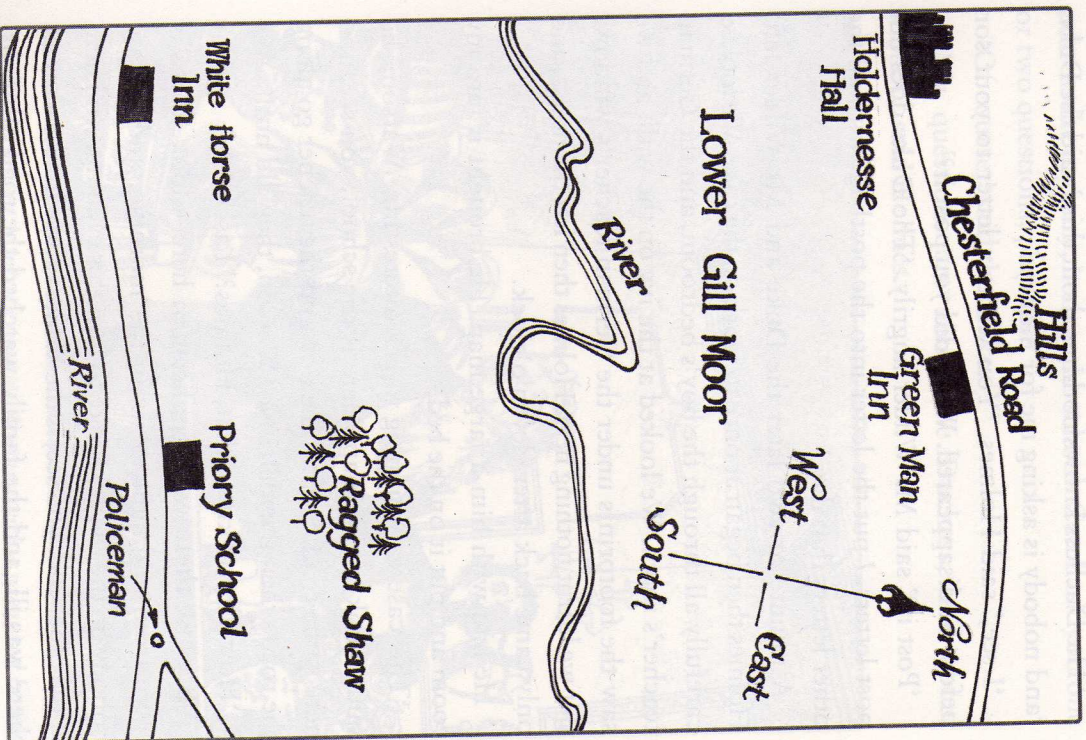 Hills
Chesterfield Road
Holdernesse
Hall
Green Man
Inn
North
West
East
South
Lower Gill Moor
River
Ragged Shaw
White Horse
Inn
Priory School
Policeman
River